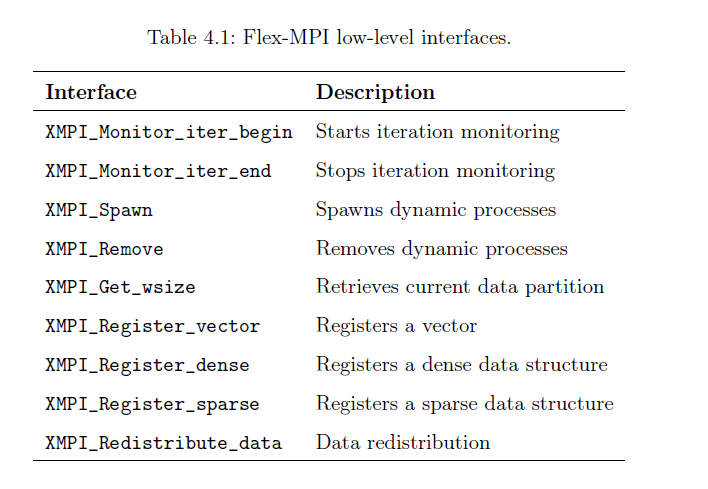 Table 4.1: Flex-MPI low-level interfaces.
Interface Description
XMPI_Monitor_iter_begin Starts iteration monitoring
XMPI_Monitor_iter_end Stops iteration monitoring
XMPI_Spawn Spawns dynamic processes
XMPI_Remove Removes dynamic processes
XMPI_Get_wsize Retrieves current data partition
XMPI_Register_vector Registers a vector
XMPI_Register_dense Registers a dense data structure
XMPI_Register_sparse Registers a sparse data structure
XMPI_Redistribute_data Data redistribution